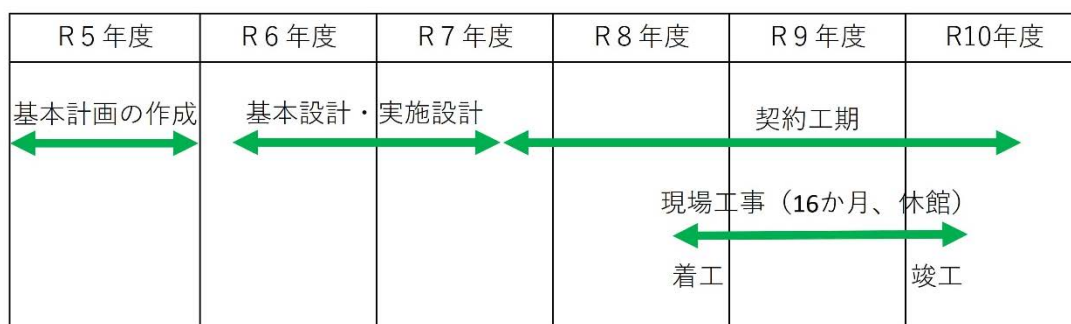 R5年度 R6年度 R7年度 R8年度 R9年度 R10年度
基本計画の作成 基本設計・実施設計 契約工期
現場工事（16か月、休館）
着工 竣工